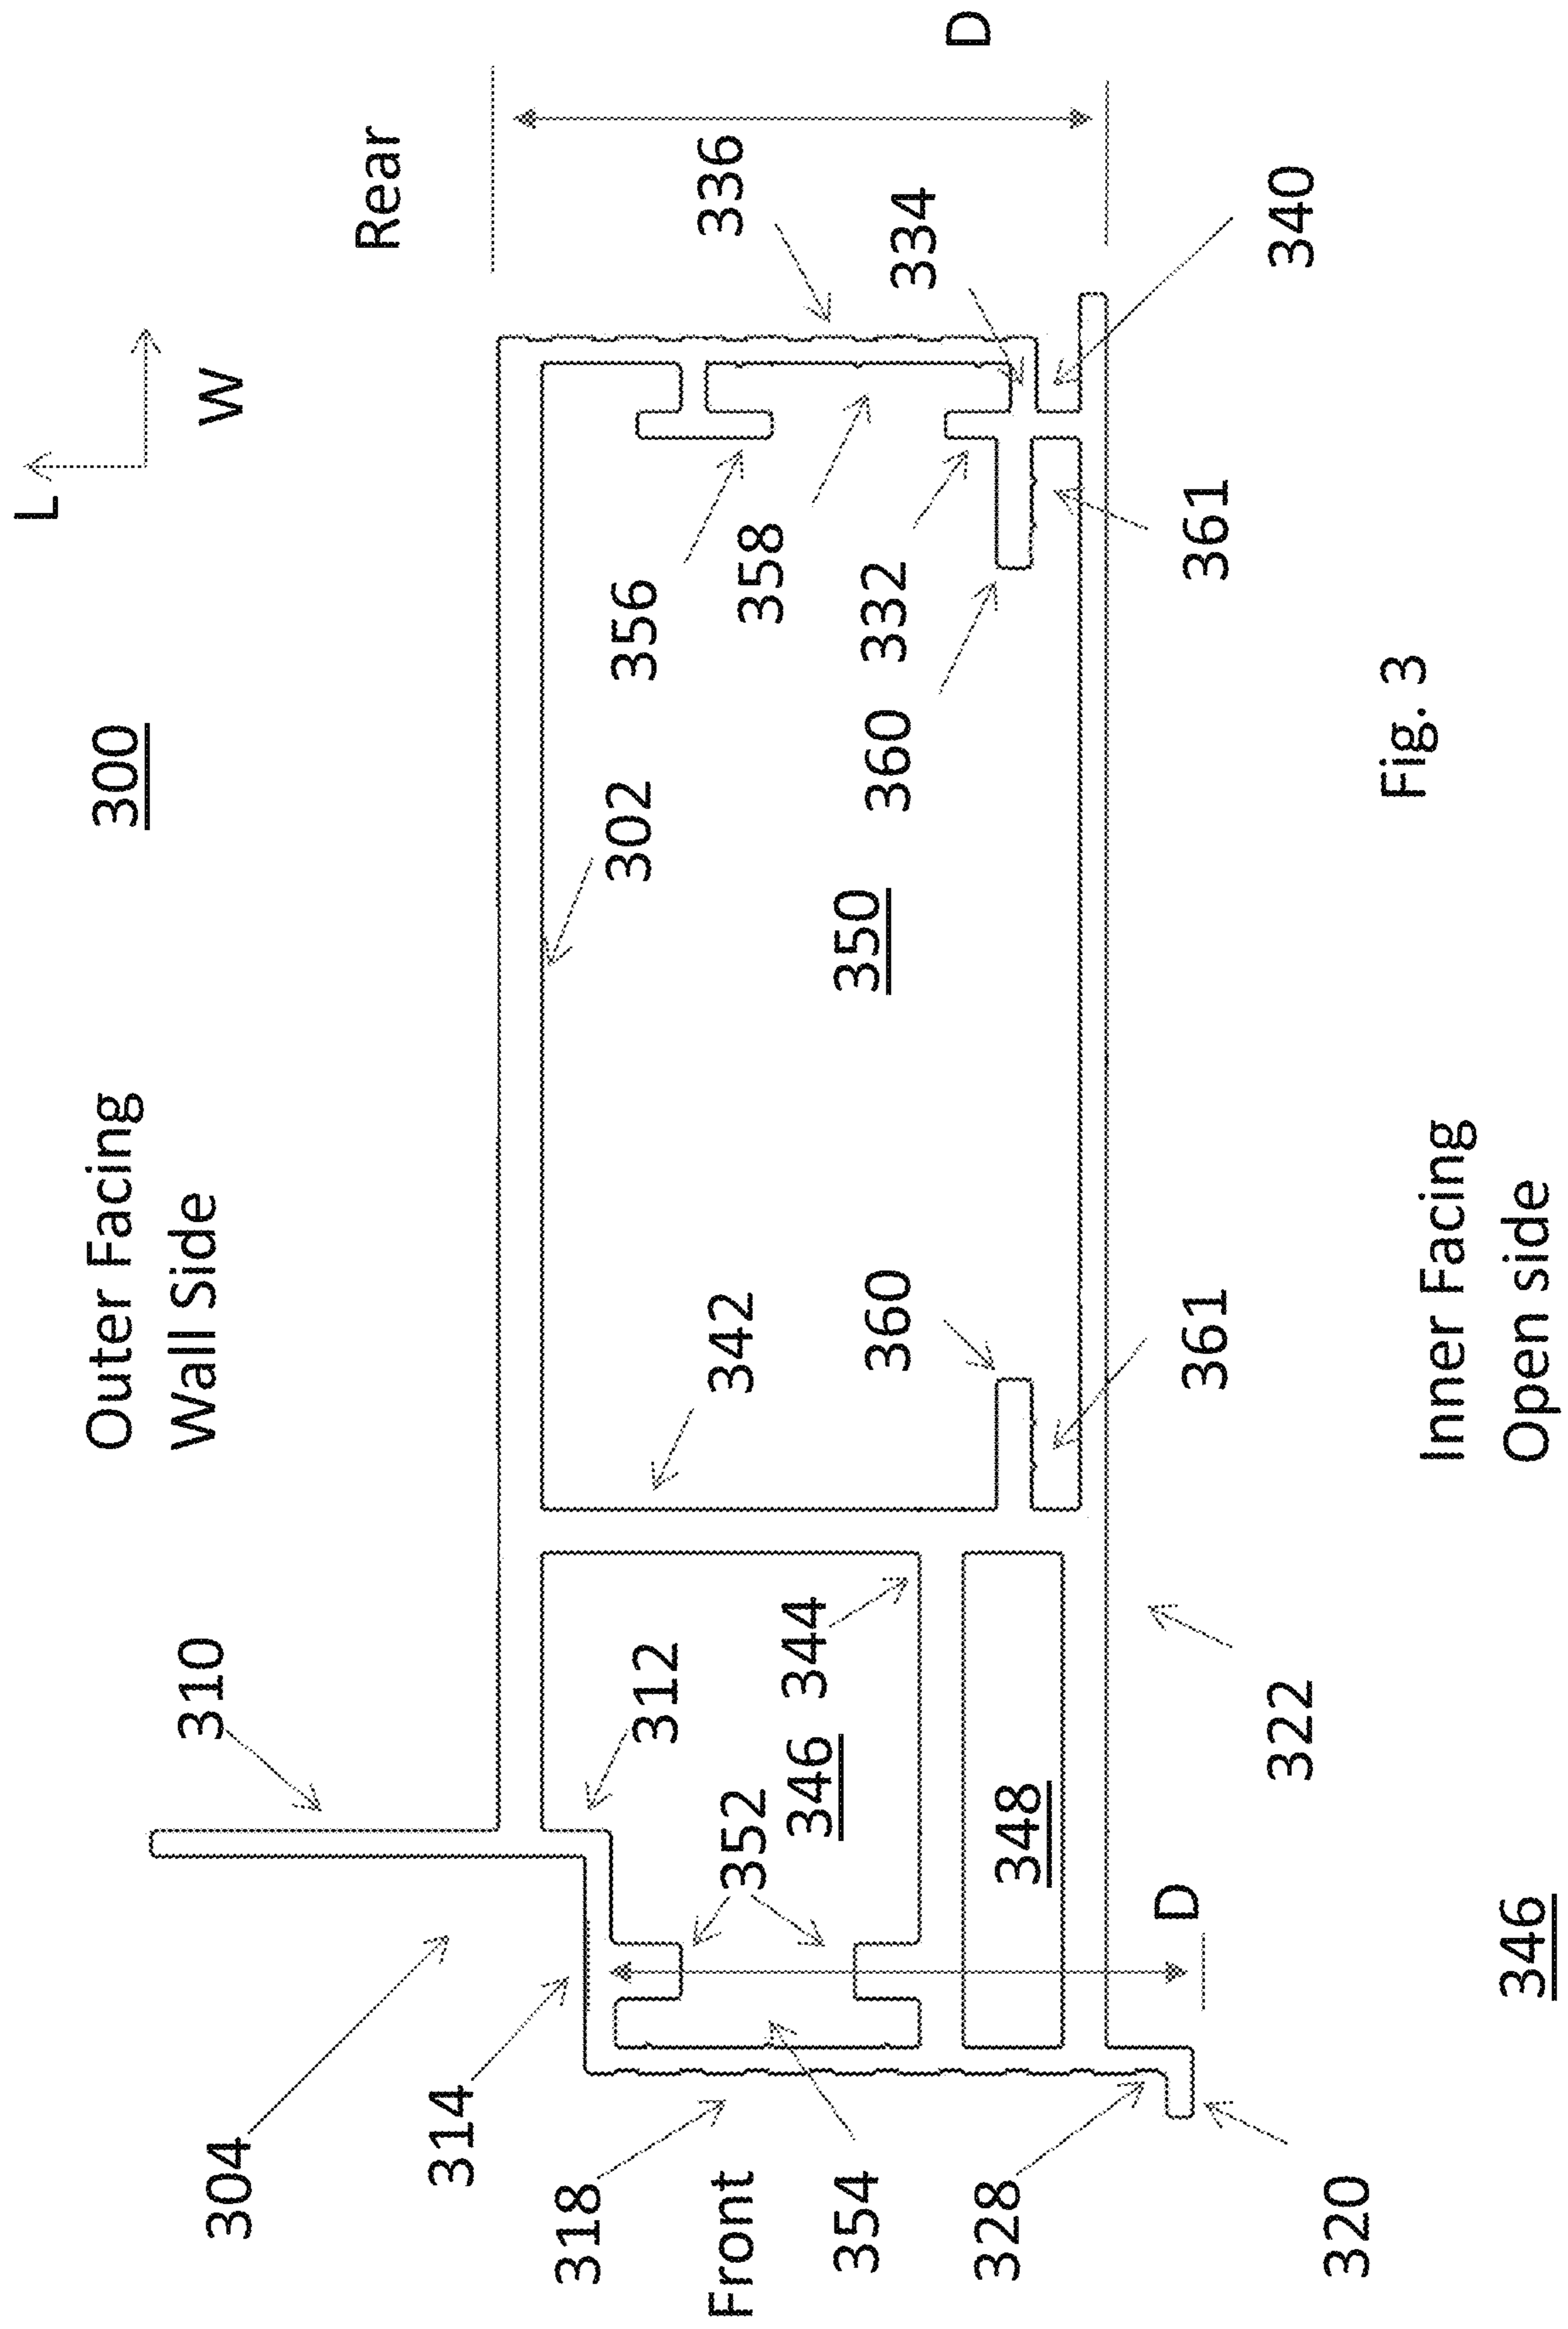 300
L
W
Outer Facing
Wall Side
Rear
D
304
310
302
314
312
336
318
342
356
358
334
Front
352
346
344
350
332
354
348
360
360
340
328
D
361
361
320
322
Fig. 3
346
Inner Facing
Open side